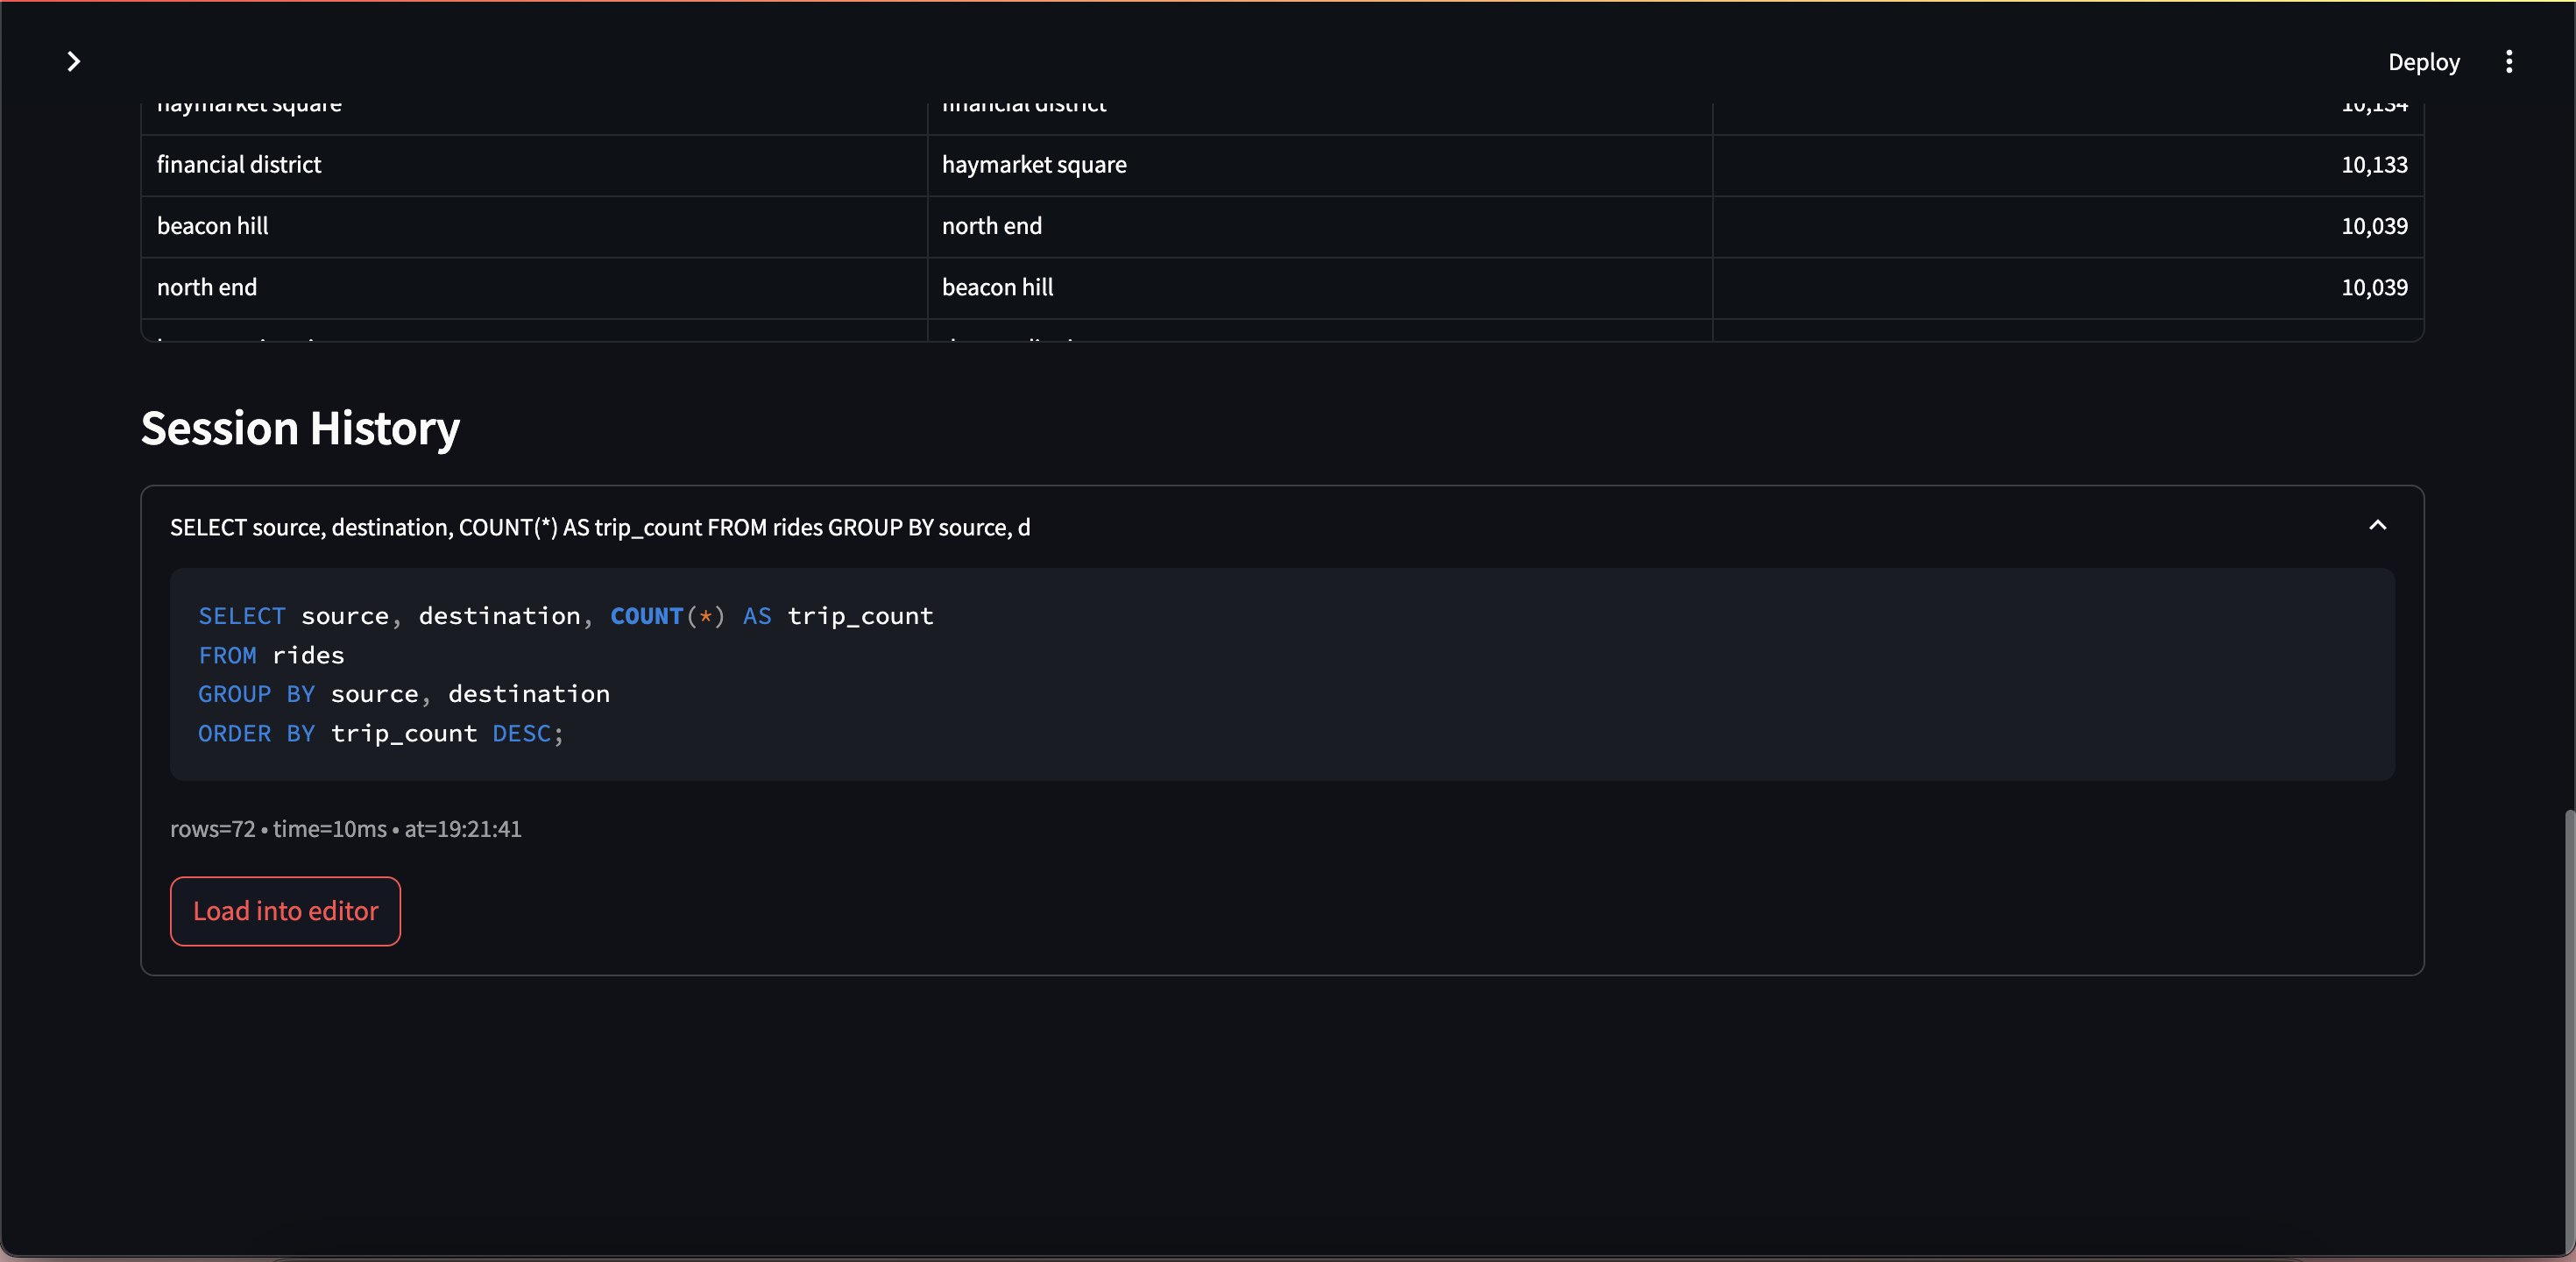 Deploy
haymarket square financial district 10,134
financial district haymarket square 10,133
beacon hill north end 10,039
north end beacon hill 10,039
Session History
SELECT source, destination, COUNT(*) AS trip_count FROM rides GROUP BY source, d
SELECT source, destination, COUNT(*) AS trip_count
FROM rides
GROUP BY source, destination
ORDER BY trip_count DESC;
rows=72 • time=10ms • at=19:21:41
Load into editor